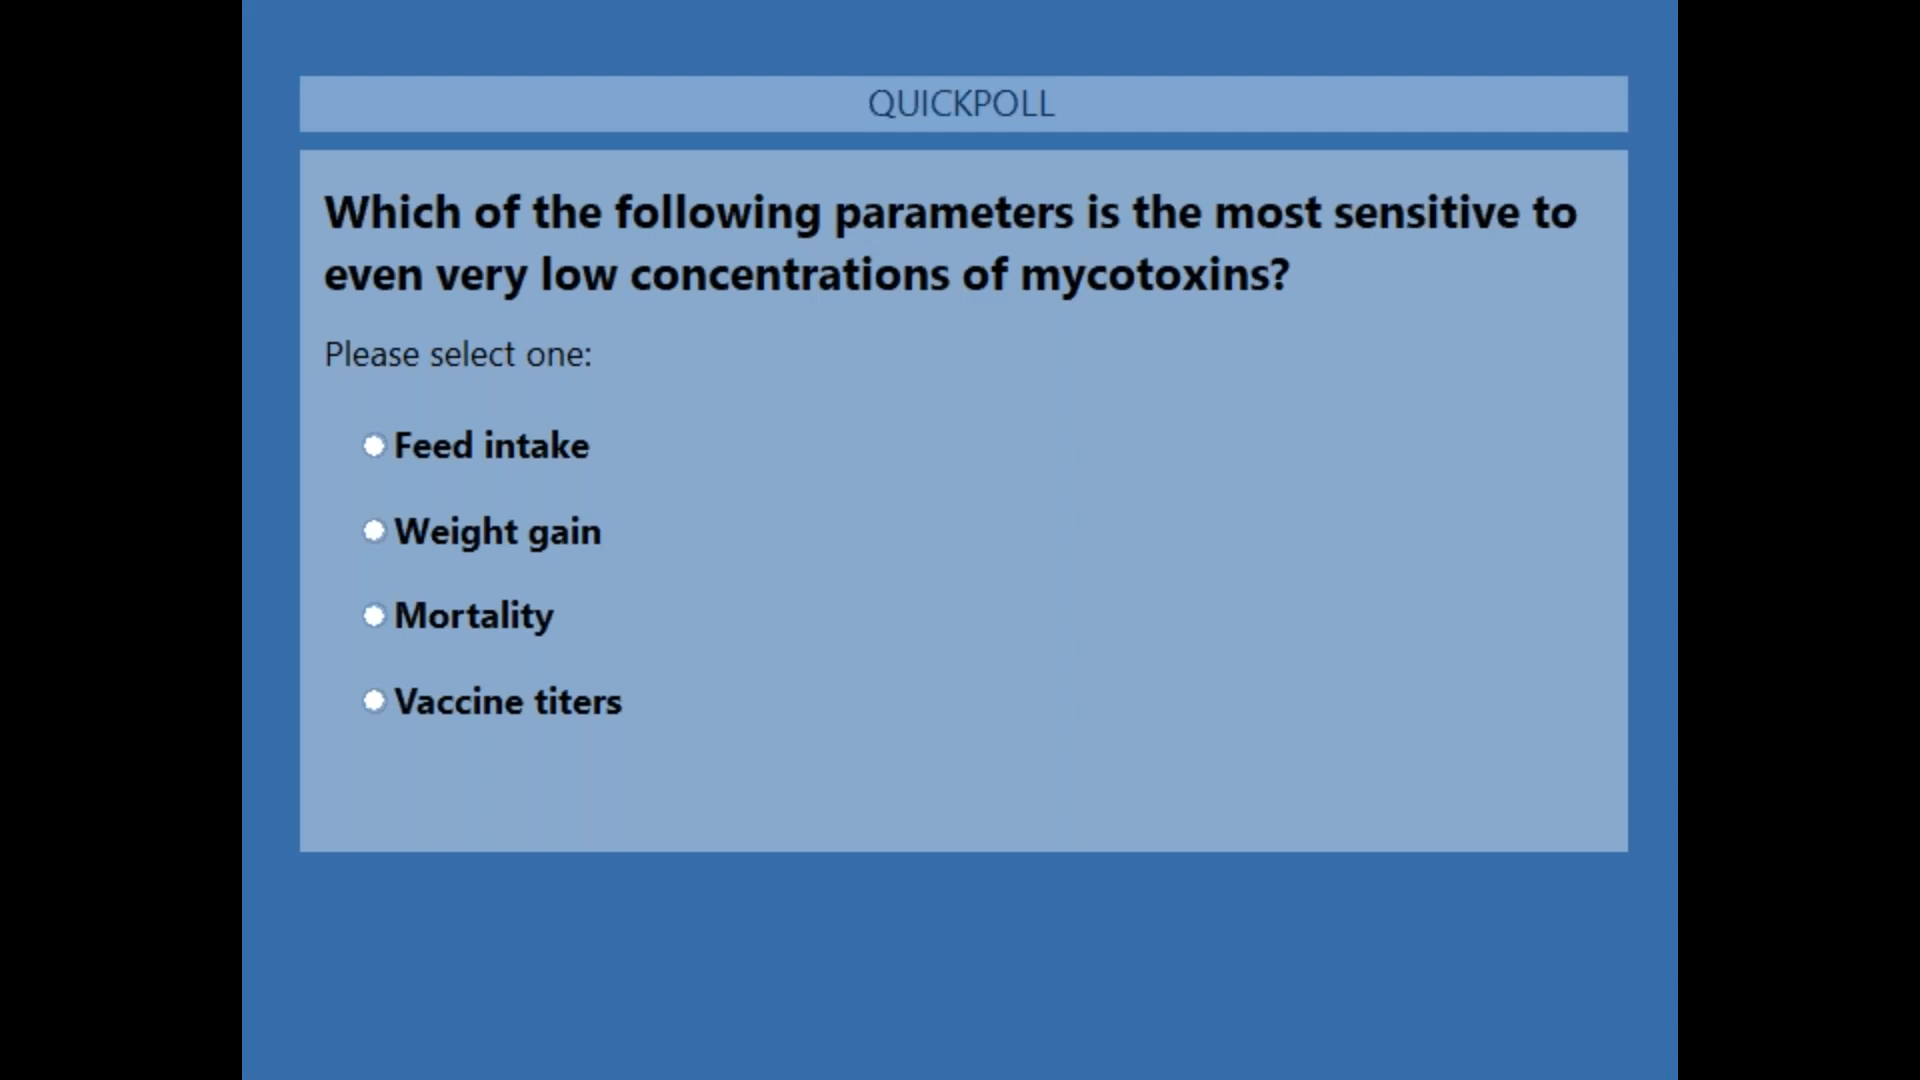 QUICKPOLL
Which of the following parameters is the most sensitive to
even very low concentrations of mycotoxins?
Please select one:
Feed intake
Weight gain
Mortality
Vaccine titers